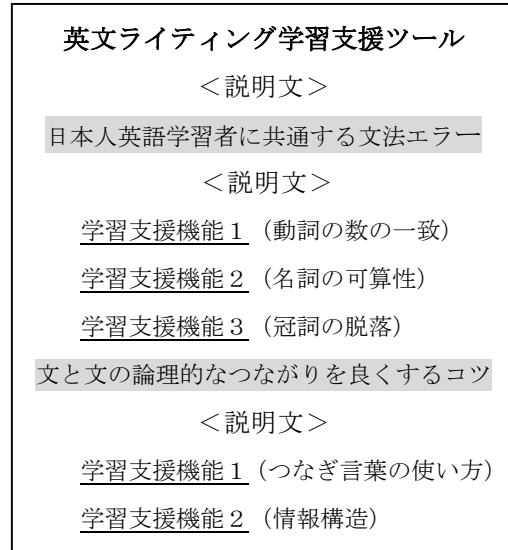 英文ライティング学習支援ツール
＜説明文＞
日本人英語学習者に共通する文法エラー
＜説明文＞
学習支援機能１（動詞の数の一致）
学習支援機能２（名詞の可算性）
学習支援機能３（冠詞の脱落）
文と文の論理的なつながりを良くするコツ
＜説明文＞
学習支援機能１（つなぎ言葉の使い方）
学習支援機能２（情報構造）